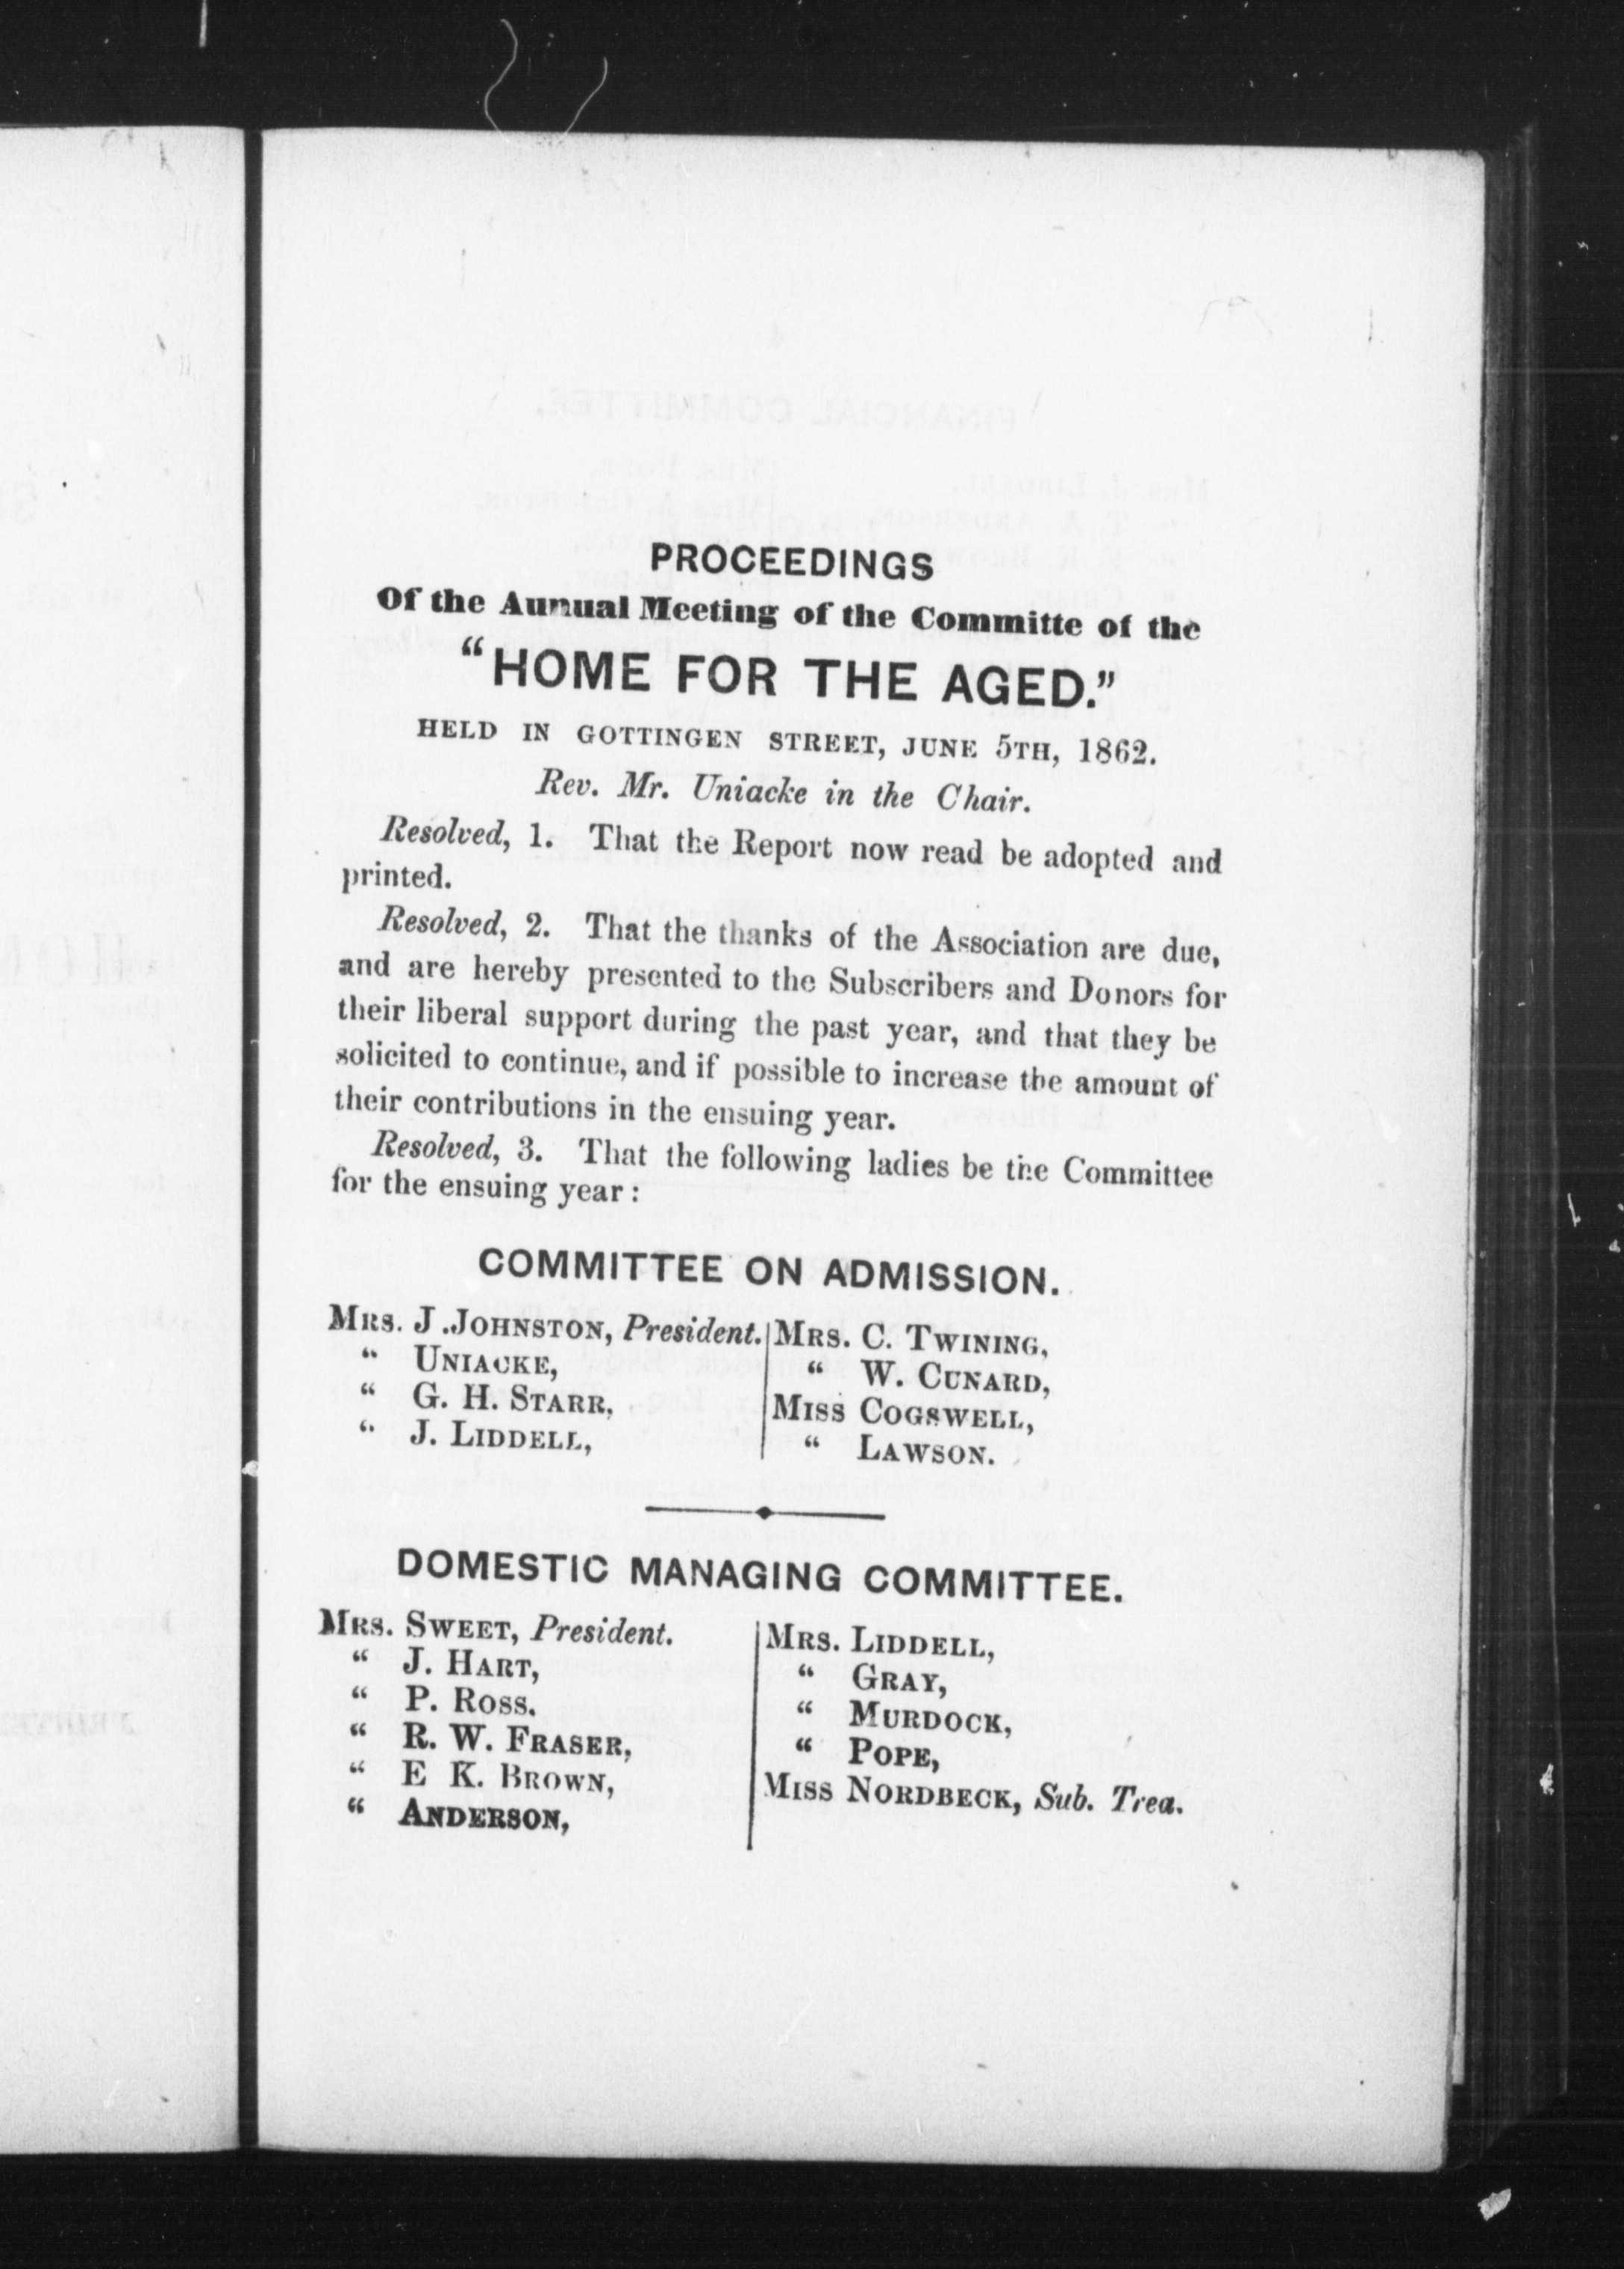 PROCEEDINGS
Of the Aunual Meeting of the Committe of the
"HOME FOR THE AGED."
HELD IN GOTTINGEN STREET, JUNE 5TH, 1862.
Rev. Mr. Uniacke in the Chair.
Resolved, 1. That the Report now read be adopted and
printed.
Resolved, 2. That the thanks of the Association are due,
and are hereby presented to the Subscribers and Donors for
their liberal support during the past year, and that they be
solicited to continue, and if possible to increase the amount of
their contributions in the ensuing year.
Resolved, 3. That the following ladies be the Committee
for the ensuing year:
COMMITTEE ON ADMISSION.
MRS. J .JOHNSTON, President.
" UNIACKE,
" G. H. STARR,
" J. LIDDELL,
MRS. C. TWINING,
" W. CUNARD,
MISS COGSWELL,
" LAWSON.
DOMESTIC MANAGING COMMITTEE.
MRS. SWEET, President.
" J. HART,
" P. ROSS.
" R. W. FRASER,
" E K. BROWN,
" ANDERSON,
MRS. LIDDELL,
" GRAY,
" MURDOCK,
" POPE,
MISS NORDBECK, Sub. Trea.